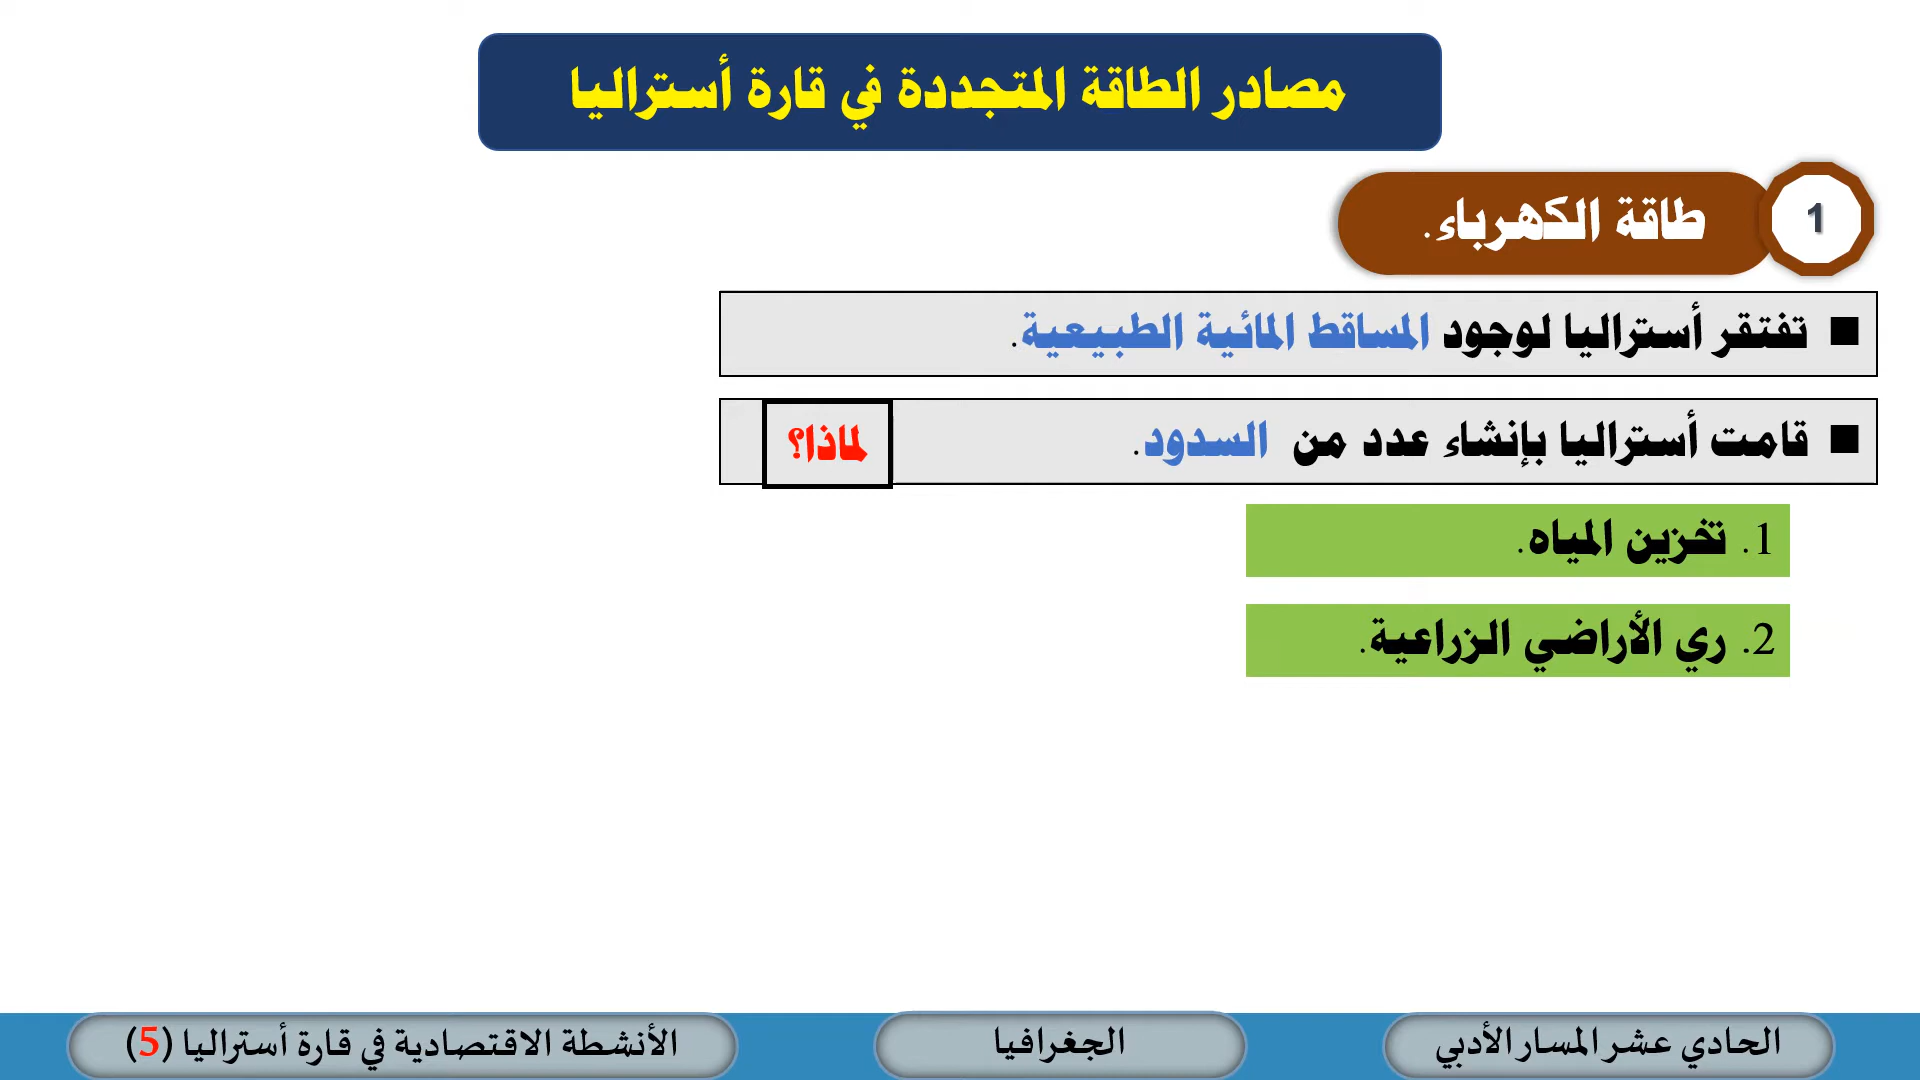 مصادر الطاقة المتجددة في قارة أستراليا
1
طاقة الكهرباء.
■ تفتقر أستراليا لوجود المساقط المائية الطبيعية.
■ قامت أستراليا بإنشاء عدد من السدود. لماذا؟
1. تخزين المياه.
2. ري الأراضي الزراعية.
الحادي عشر المسار الأدبي
الجغرافيا
الأنشطة الاقتصادية في قارة أستراليا (5)